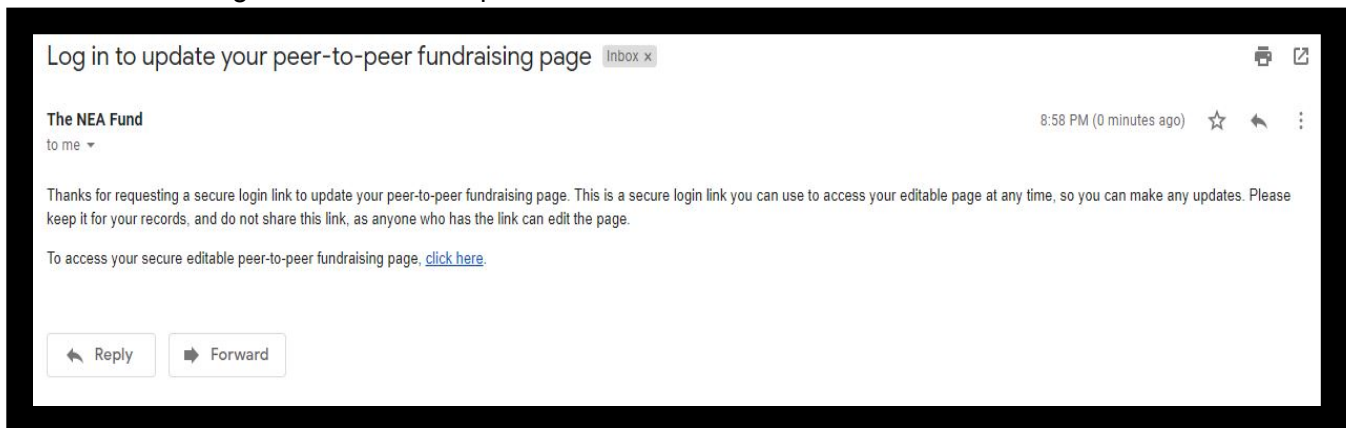 Log in to update your peer-to-peer fundraising page Inbox x
The NEA Fund
8:58 PM (0 minutes ago)
to me
Thanks for requesting a secure login link to update your peer-to-peer fundraising page. This is a secure login link you can use to access your editable page at any time, so you can make any updates. Please
keep it for your records, and do not share this link, as anyone who has the link can edit the page.
To access your secure editable peer-to-peer fundraising page, click here.
Reply
Forward